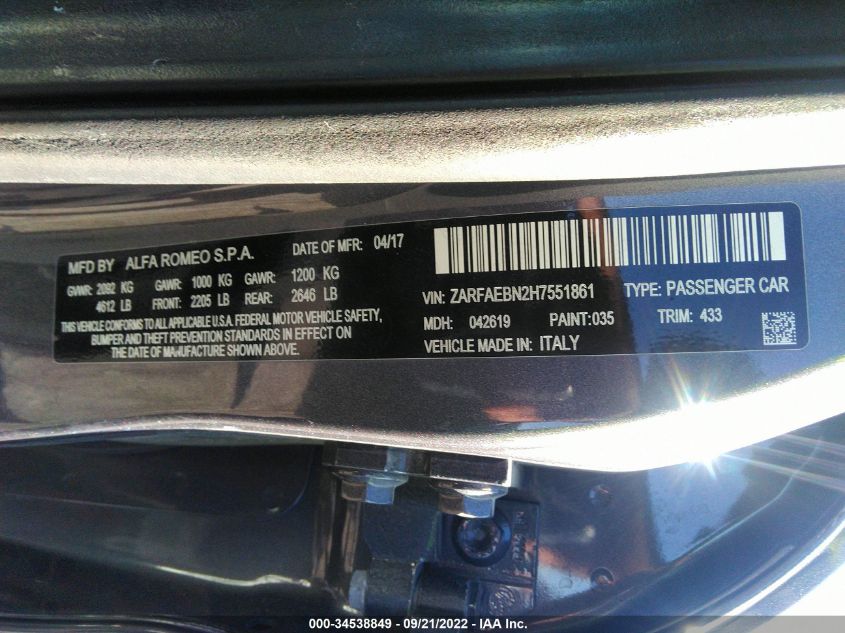 MFD BY ALFA ROMEO S.P.A. DATE OF MFR: 04/17
GVWR: 2092 KG GAWR: 1000 KG GAWR: 1200 KG
4612 LB FRONT: 2205 LB REAR: 2646 LB
THIS VEHICLE CONFORMS TO ALL APPLICABLE U.S.A. FEDERAL MOTOR VEHICLE SAFETY,
BUMPER AND THEFT PREVENTION STANDARDS IN EFFECT ON
THE DATE OF MANUFACTURE SHOWN ABOVE.
VIN: ZARFAEBN2H7551861 TYPE: PASSENGER CAR
MDH: 042619 PAINT: 035 TRIM: 433
VEHICLE MADE IN: ITALY
000-34538849 - 09/21/2022 - IAA Inc.